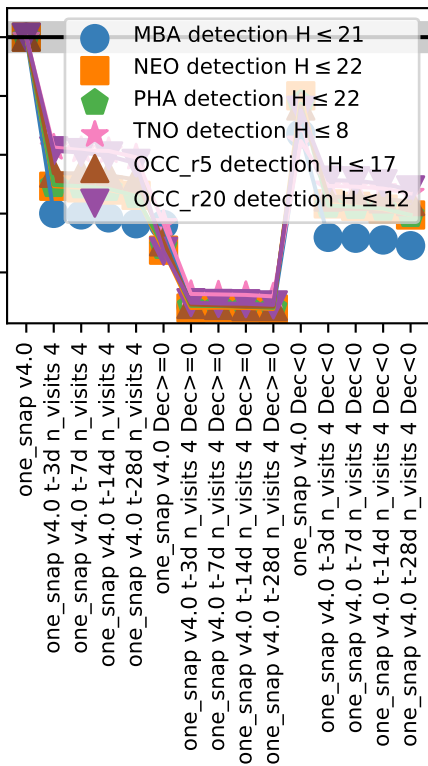 MBA detection H ≤ 21
NEO detection H ≤ 22
PHA detection H ≤ 22
TNO detection H ≤ 8
OCC_r5 detection H ≤ 17
OCC_r20 detection H ≤ 12
one_snap v4.0
one_snap v4.0 t-3d n_visits 4
one_snap v4.0 t-7d n_visits 4
one_snap v4.0 t-14d n_visits 4
one_snap v4.0 t-28d n_visits 4
one_snap v4.0 Dec>=0
one_snap v4.0 t-3d n_visits 4 Dec>=0
one_snap v4.0 t-7d n_visits 4 Dec>=0
one_snap v4.0 t-14d n_visits 4 Dec>=0
one_snap v4.0 t-28d n_visits 4 Dec>=0
one_snap v4.0 Dec<0
one_snap v4.0 t-3d n_visits 4 Dec<0
one_snap v4.0 t-7d n_visits 4 Dec<0
one_snap v4.0 t-14d n_visits 4 Dec<0
one_snap v4.0 t-28d n_visits 4 Dec<0